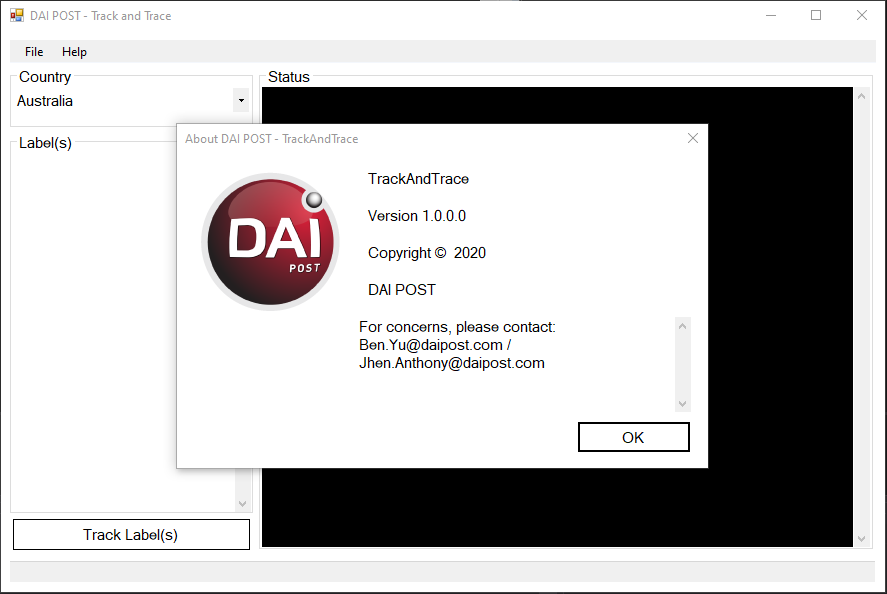 DAI POST - Track and Trace
File Help
Country
Australia
Label(s)
Status
About DAI POST - TrackAndTrace
DAI
POST
TrackAndTrace
Version 1.0.0.0
Copyright © 2020
DAI POST
For concerns, please contact:
Ben.Yu@daipost.com /
Jhen.Anthony@daipost.com
OK
Track Label(s)